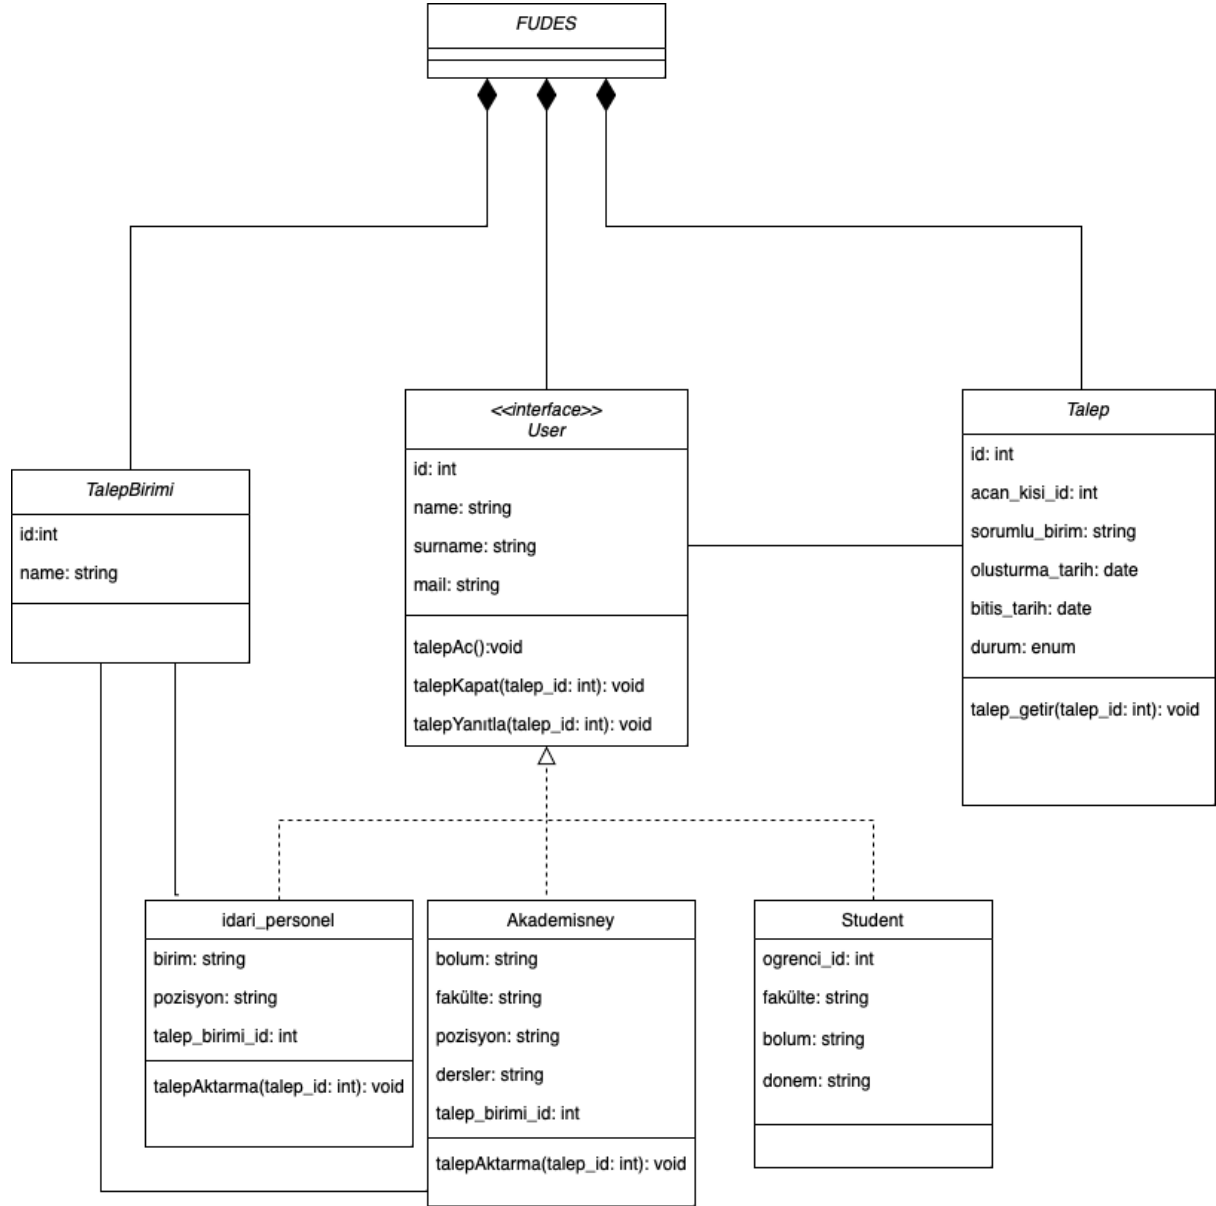 FUDES
<<interface>>
User
id: int
name: string
surname: string
mail: string
talepAc():void
talepKapat(talep_id: int): void
talepYanıtla(talep_id: int): void
Talep
id: int
acan_kisi_id: int
sorumlu_birim: string
olusturma_tarih: date
bitis_tarih: date
durum: enum
talep_getir(talep_id: int): void
TalepBirimi
id:int
name: string
idari_personel
birim: string
pozisyon: string
talep_birimi_id: int
talepAktarma(talep_id: int): void
Akademisney
bolum: string
fakülte: string
pozisyon: string
dersler: string
talep_birimi_id: int
talepAktarma(talep_id: int): void
Student
ogrenci_id: int
fakülte: string
bolum: string
donem: string